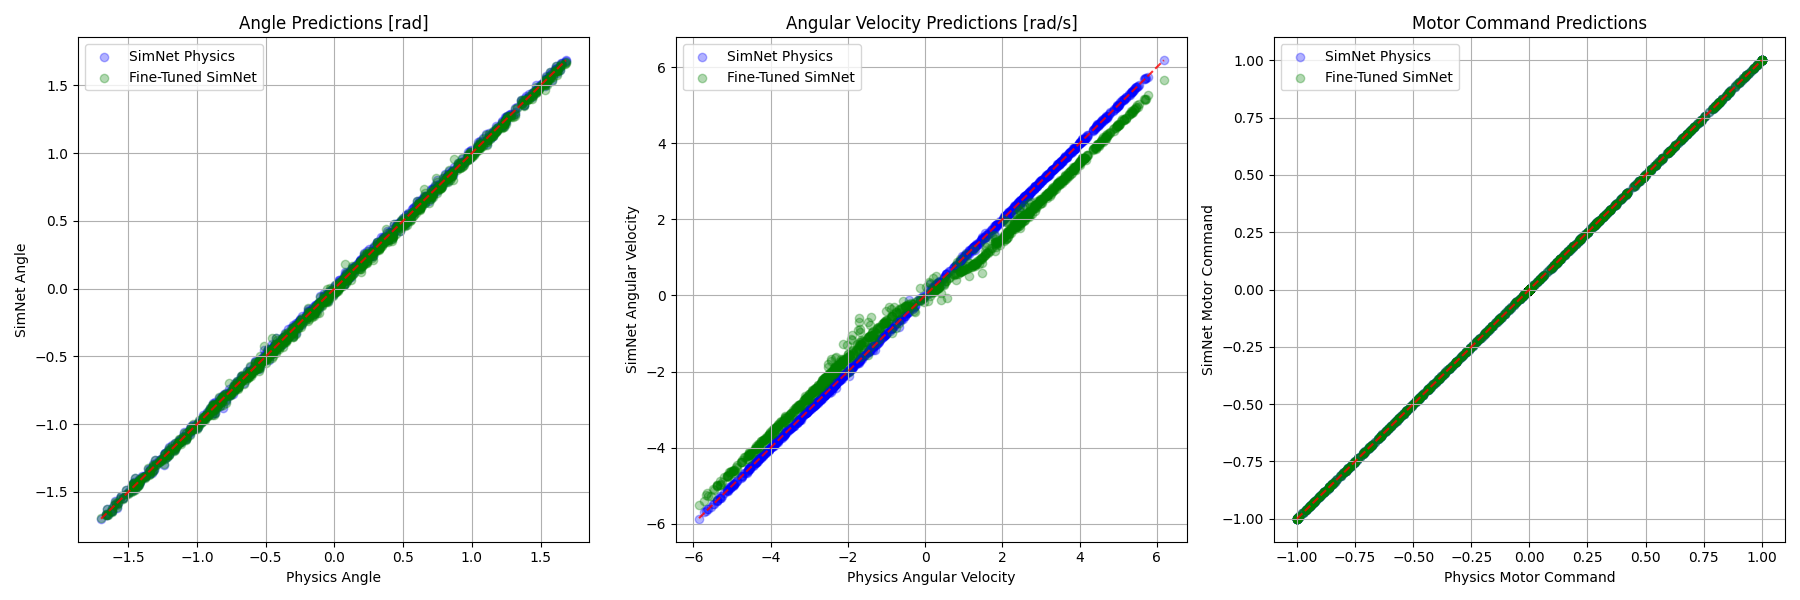 Angle Predictions [rad]
SimNet Physics
Fine-Tuned SimNet
SimNet Angle
1.5
1.0
0.5
0.0
−0.5
−1.0
−1.5
−1.5 −1.0 −0.5 0.0 0.5 1.0 1.5
Physics Angle
Angular Velocity Predictions [rad/s]
SimNet Physics
Fine-Tuned SimNet
SimNet Angular Velocity
6
4
2
0
−2
−4
−6
−6 −4 −2 0 2 4 6
Physics Angular Velocity
Motor Command Predictions
SimNet Physics
Fine-Tuned SimNet
SimNet Motor Command
1.00
0.75
0.50
0.25
0.00
−0.25
−0.50
−0.75
−1.00
−1.00 −0.75 −0.50 −0.25 0.00 0.25 0.50 0.75 1.00
Physics Motor Command